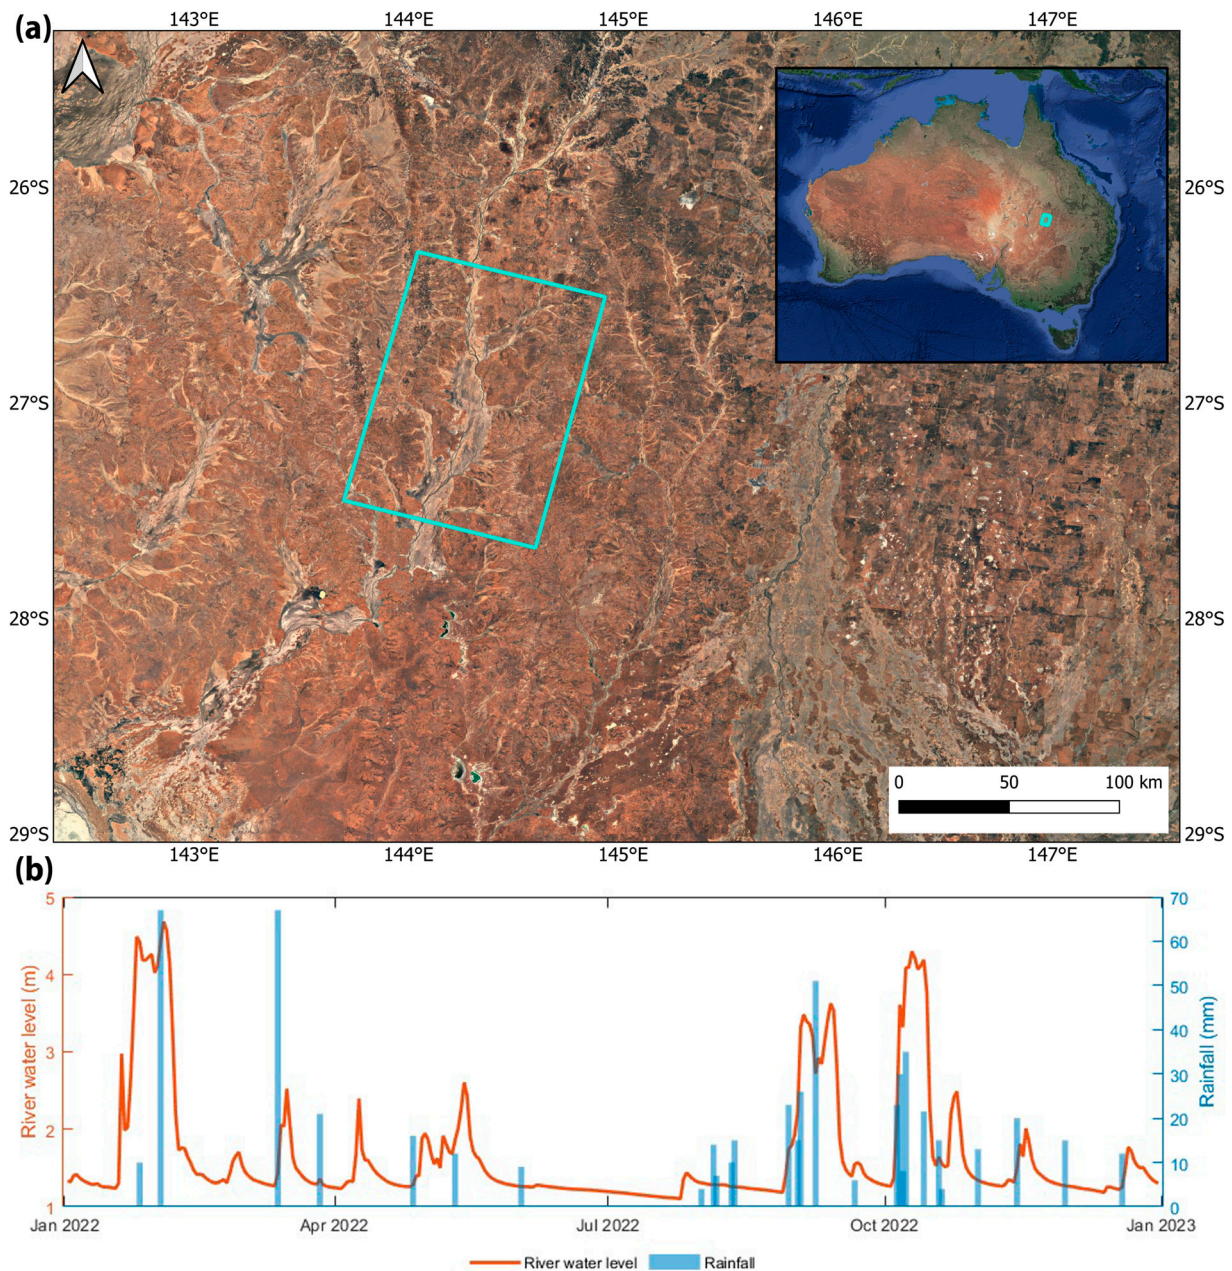 (a)
143°E 144°E 145°E 146°E 147°E
26°S 26°S
27°S 27°S
28°S 28°S
0 50 100 km
29°S 29°S
143°E 144°E 145°E 146°E 147°E
(b)
5 70
60
4 50
40
3
30
2 20
10
1 0
River water level (m)
Rainfall (mm)
Jan 2022 Apr 2022 Jul 2022 Oct 2022 Jan 2023
River water level Rainfall